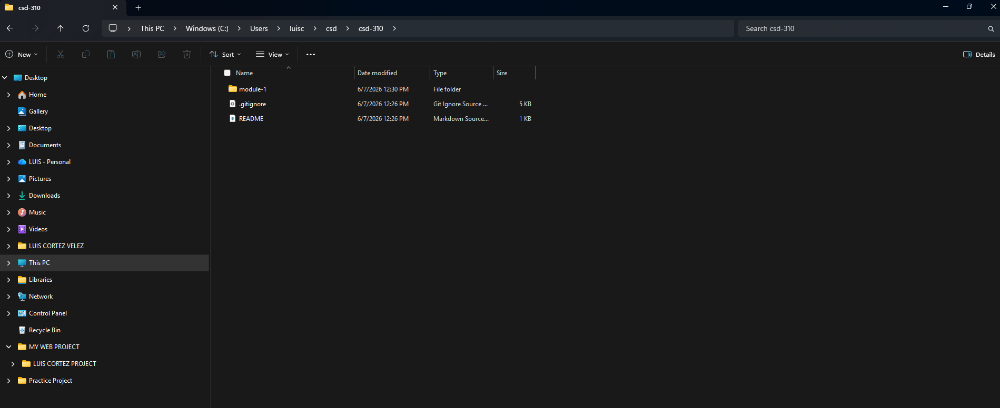 csd-310
This PC > Windows (C:) > Users > luisc > csd > csd-310 >
Search csd-310
New
Sort
View
Details
Desktop
Home
Gallery
Desktop
Documents
LUIS - Personal
Pictures
Downloads
Music
Videos
LUIS CORTEZ VELEZ
This PC
Libraries
Network
Control Panel
Recycle Bin
MY WEB PROJECT
LUIS CORTEZ PROJECT
Practice Project
Name Date modified Type Size
module-1 6/7/2026 12:30 PM File folder
.gitignore 6/7/2026 12:26 PM Git Ignore Source ... 5 KB
README 6/7/2026 12:26 PM Markdown Source... 1 KB